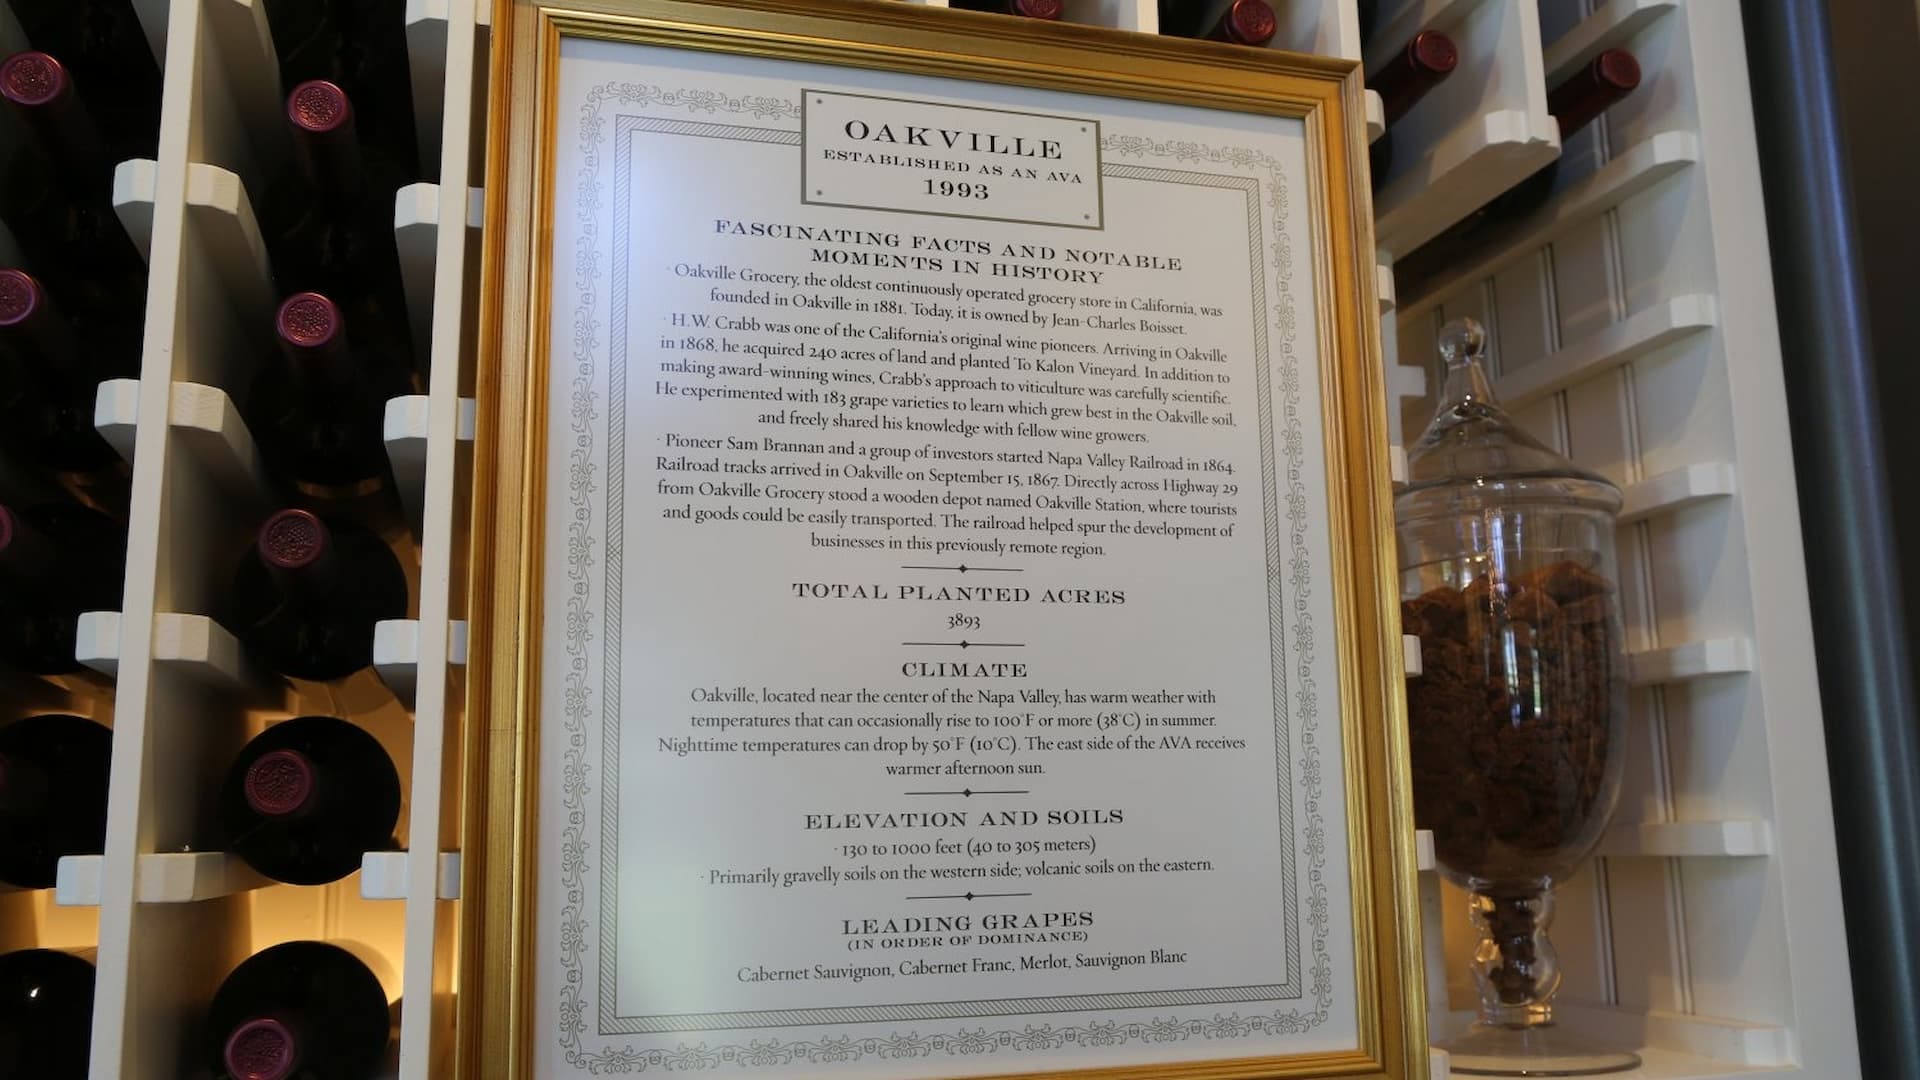 OAKVILLE
ESTABLISHED AS AN AVA
1993
FASCINATING FACTS AND NOTABLE
MOMENTS IN HISTORY
· Oakville Grocery, the oldest continuously operated grocery store in California, was
founded in Oakville in 1881. Today, it is owned by Jean-Charles Boisset.
· H.W. Crabb was one of the California's original wine pioneers. Arriving in Oakville
in 1868, he acquired 240 acres of land and planted To Kalon Vineyard. In addition to
making award-winning wines, Crabb's approach to viticulture was carefully scientific.
He experimented with 183 grape varieties to learn which grew best in the Oakville soil,
and freely shared his knowledge with fellow wine growers.
· Pioneer Sam Brannan and a group of investors started Napa Valley Railroad in 1864.
Railroad tracks arrived in Oakville on September 15, 1867. Directly across Highway 29
from Oakville Grocery stood a wooden depot named Oakville Station, where tourists
and goods could be easily transported. The railroad helped spur the development of
businesses in this previously remote region.
TOTAL PLANTED ACRES
3893
CLIMATE
Oakville, located near the center of the Napa Valley, has warm weather with
temperatures that can occasionally rise to 100°F or more (38°C) in summer.
Nighttime temperatures can drop by 50°F (10°C). The east side of the AVA receives
warmer afternoon sun.
ELEVATION AND SOILS
· 130 to 1000 feet (40 to 305 meters)
· Primarily gravelly soils on the western side; volcanic soils on the eastern.
LEADING GRAPES
(IN ORDER OF DOMINANCE)
Cabernet Sauvignon, Cabernet Franc, Merlot, Sauvignon Blanc